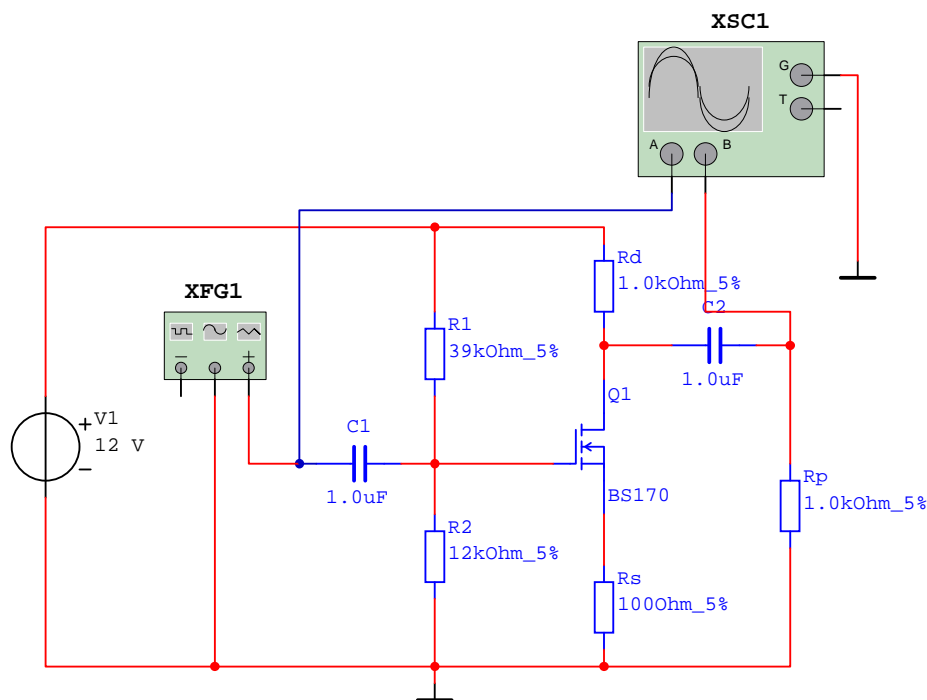 XSC1
G
T
A
B
Rd
1.0kOhm_5%
XFG1
C2
R1
39kOhm_5%
1.0uF
Q1
V1
12 V
C1
1.0uF
BS170
Rp
1.0kOhm_5%
R2
12kOhm_5%
Rs
100Ohm_5%